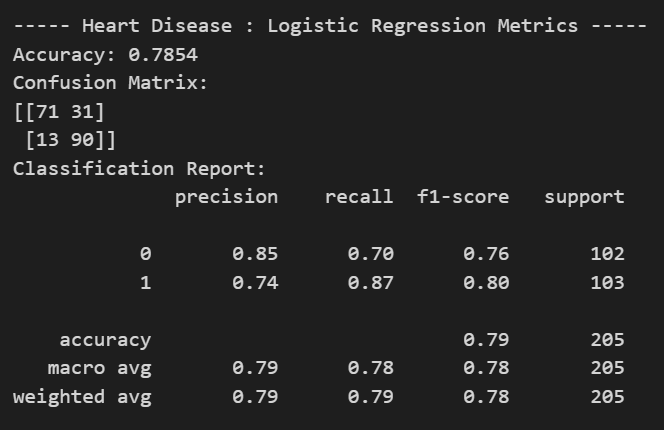 ----- Heart Disease : Logistic Regression Metrics -----
Accuracy: 0.7854
Confusion Matrix:
[[71 31]
 [13 90]]
Classification Report:
              precision    recall  f1-score   support

           0       0.85      0.70      0.76       102
           1       0.74      0.87      0.80       103

    accuracy                           0.79       205
   macro avg       0.79      0.78      0.78       205
weighted avg       0.79      0.79      0.78       205